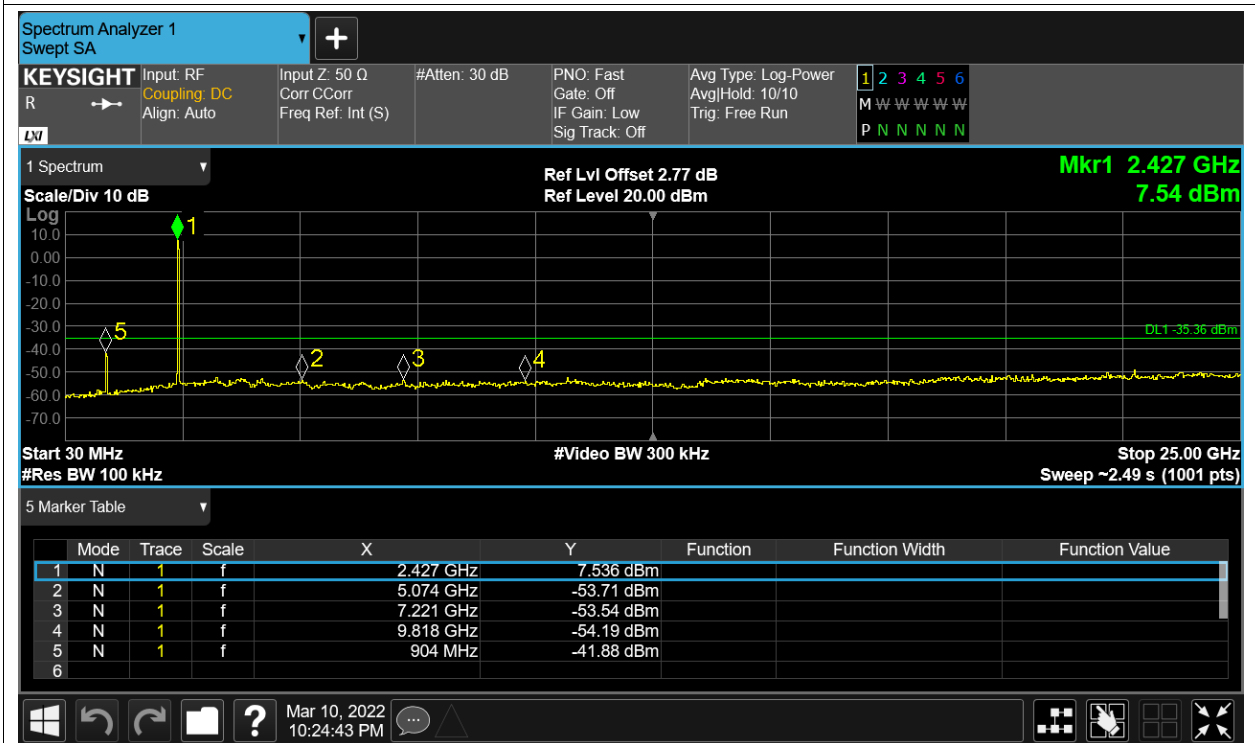 Spectrum Analyzer 1
Swept SA
KEYSIGHT Input: RF Input Z: 50 Ω #Atten: 30 dB PNO: Fast Avg Type: Log-Power 1 2 3 4 5 6
R Coupling: DC Corr CCorr Gate: Off Avg|Hold: 10/10 M W W W W W
Align: Auto Freq Ref: Int (S) IF Gain: Low Trig: Free Run
LXI Sig Track: Off P N N N N N
1 Spectrum Ref Lvl Offset 2.77 dB Mkr1 2.427 GHz
Scale/Div 10 dB Ref Level 20.00 dBm 7.54 dBm
Log
1
10.0
0.00
-10.0
-20.0
-30.0 5 DL1 -35.36 dBm
-40.0 2 3 4
-50.0
-60.0
-70.0
Start 30 MHz #Video BW 300 kHz Stop 25.00 GHz
#Res BW 100 kHz Sweep ~2.49 s (1001 pts)
5 Marker Table
Mode Trace Scale X Y Function Function Width Function Value
1 N 1 f 2.427 GHz 7.536 dBm
2 N 1 f 5.074 GHz -53.71 dBm
3 N 1 f 7.221 GHz -53.54 dBm
4 N 1 f 9.818 GHz -54.19 dBm
5 N 1 f 904 MHz -41.88 dBm
6
? Mar 10, 2022
10:24:43 PM